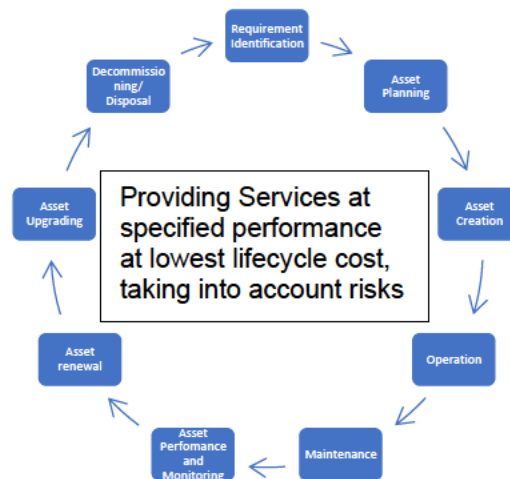 Requirement
Identification
Asset
Planning
Asset
Creation
Operation
Maintenance
Asset
Perfomance
and
Monitoring
Asset
renewal
Asset
Upgrading
Decommissio
ning/
Disposal
Providing Services at
specified performance
at lowest lifecycle cost,
taking into account risks